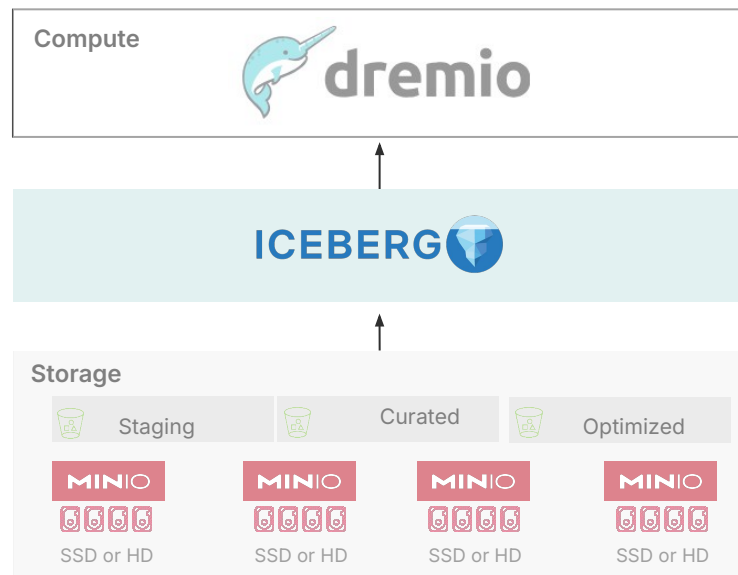 Compute
dremio
ICEBERG
Storage
Staging
Curated
Optimized
MINIO MINIO MINIO MINIO
SSD or HD SSD or HD SSD or HD SSD or HD